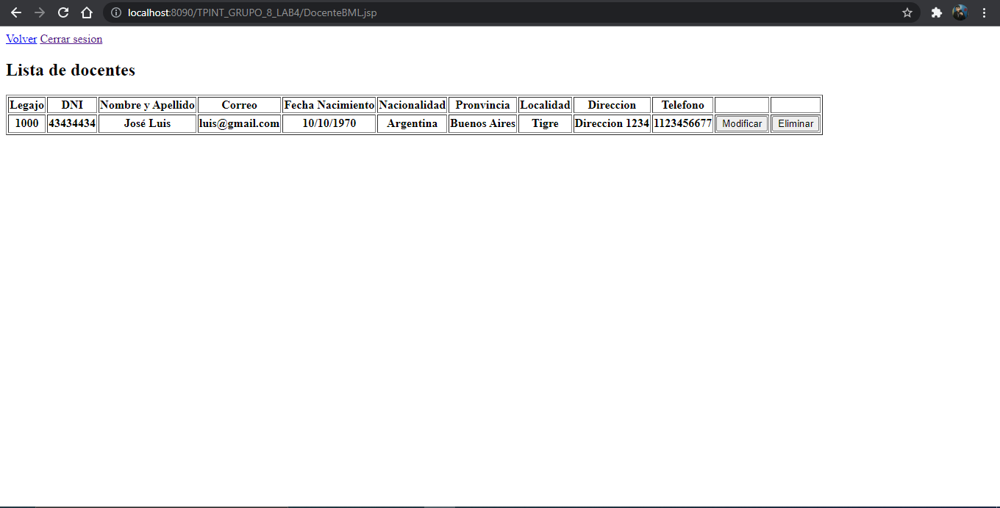 localhost:8090/TPINT_GRUPO_8_LAB4/DocenteBML.jsp
Volver Cerrar sesion
Lista de docentes
Legajo DNI Nombre y Apellido Correo Fecha Nacimiento Nacionalidad Pronvincia Localidad Direccion Telefono
1000 43434434 José Luis luis@gmail.com 10/10/1970 Argentina Buenos Aires Tigre Direccion 1234 1123456677 Modificar Eliminar